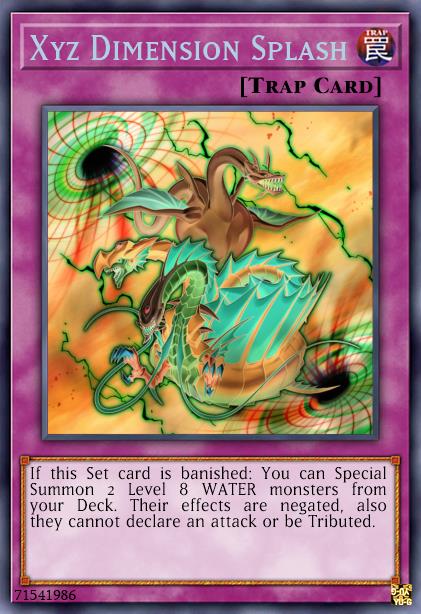 Xyz Dimension Splash
TRAP
罠
[Trap Card]
If this Set card is banished: You can Special
Summon 2 Level 8 WATER monsters from
your Deck. Their effects are negated, also
they cannot declare an attack or be Tributed.
71541986